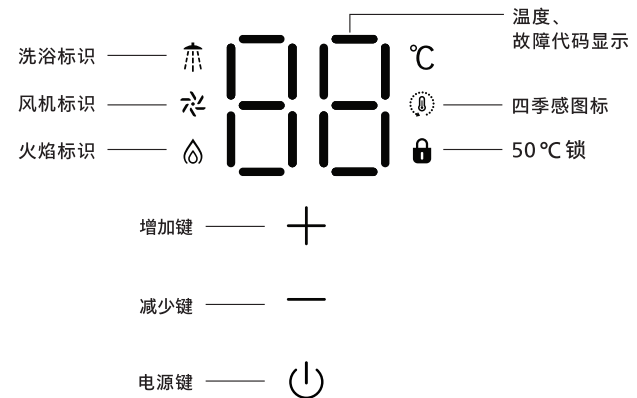 温度、
故障代码显示
洗浴标识
88
℃
风机标识
四季感图标
火焰标识
50℃锁
增加键
减少键
电源键